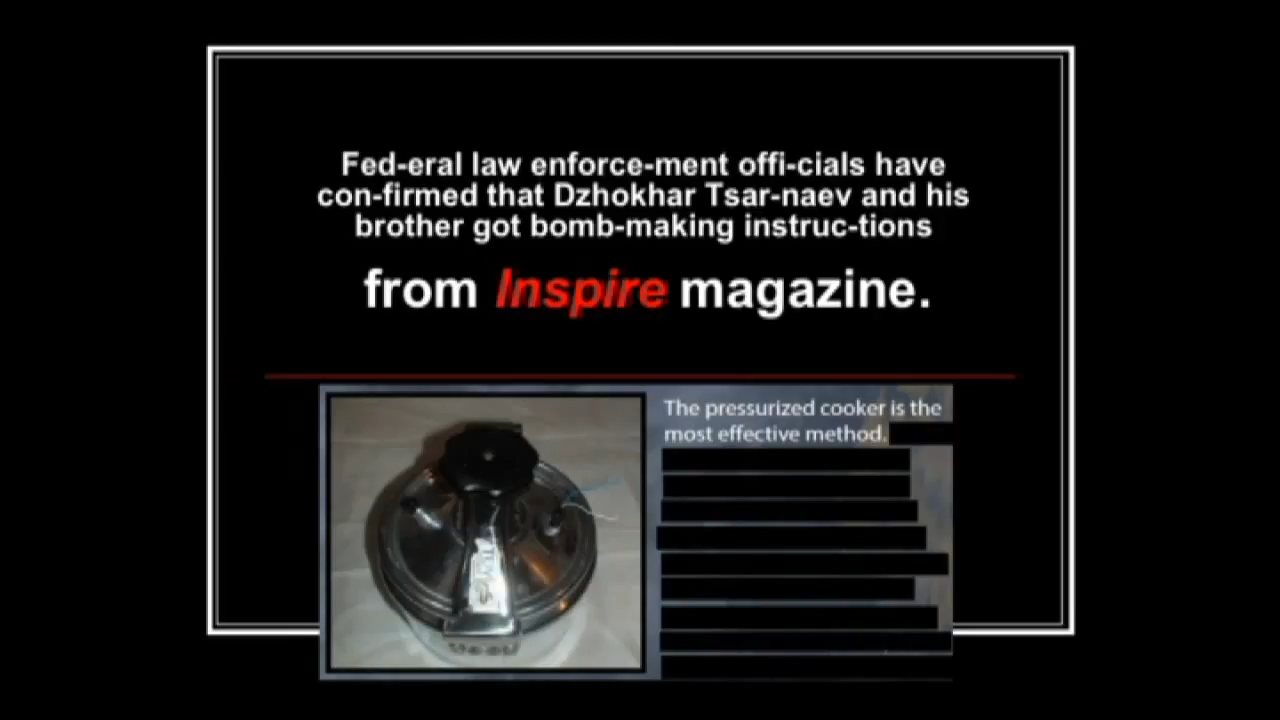 Fed-eral law enforce-ment offi-cials have
con-firmed that Dzhokhar Tsar-naev and his
brother got bomb-making instruc-tions
from Inspire magazine.
The pressurized cooker is the
most effective method.